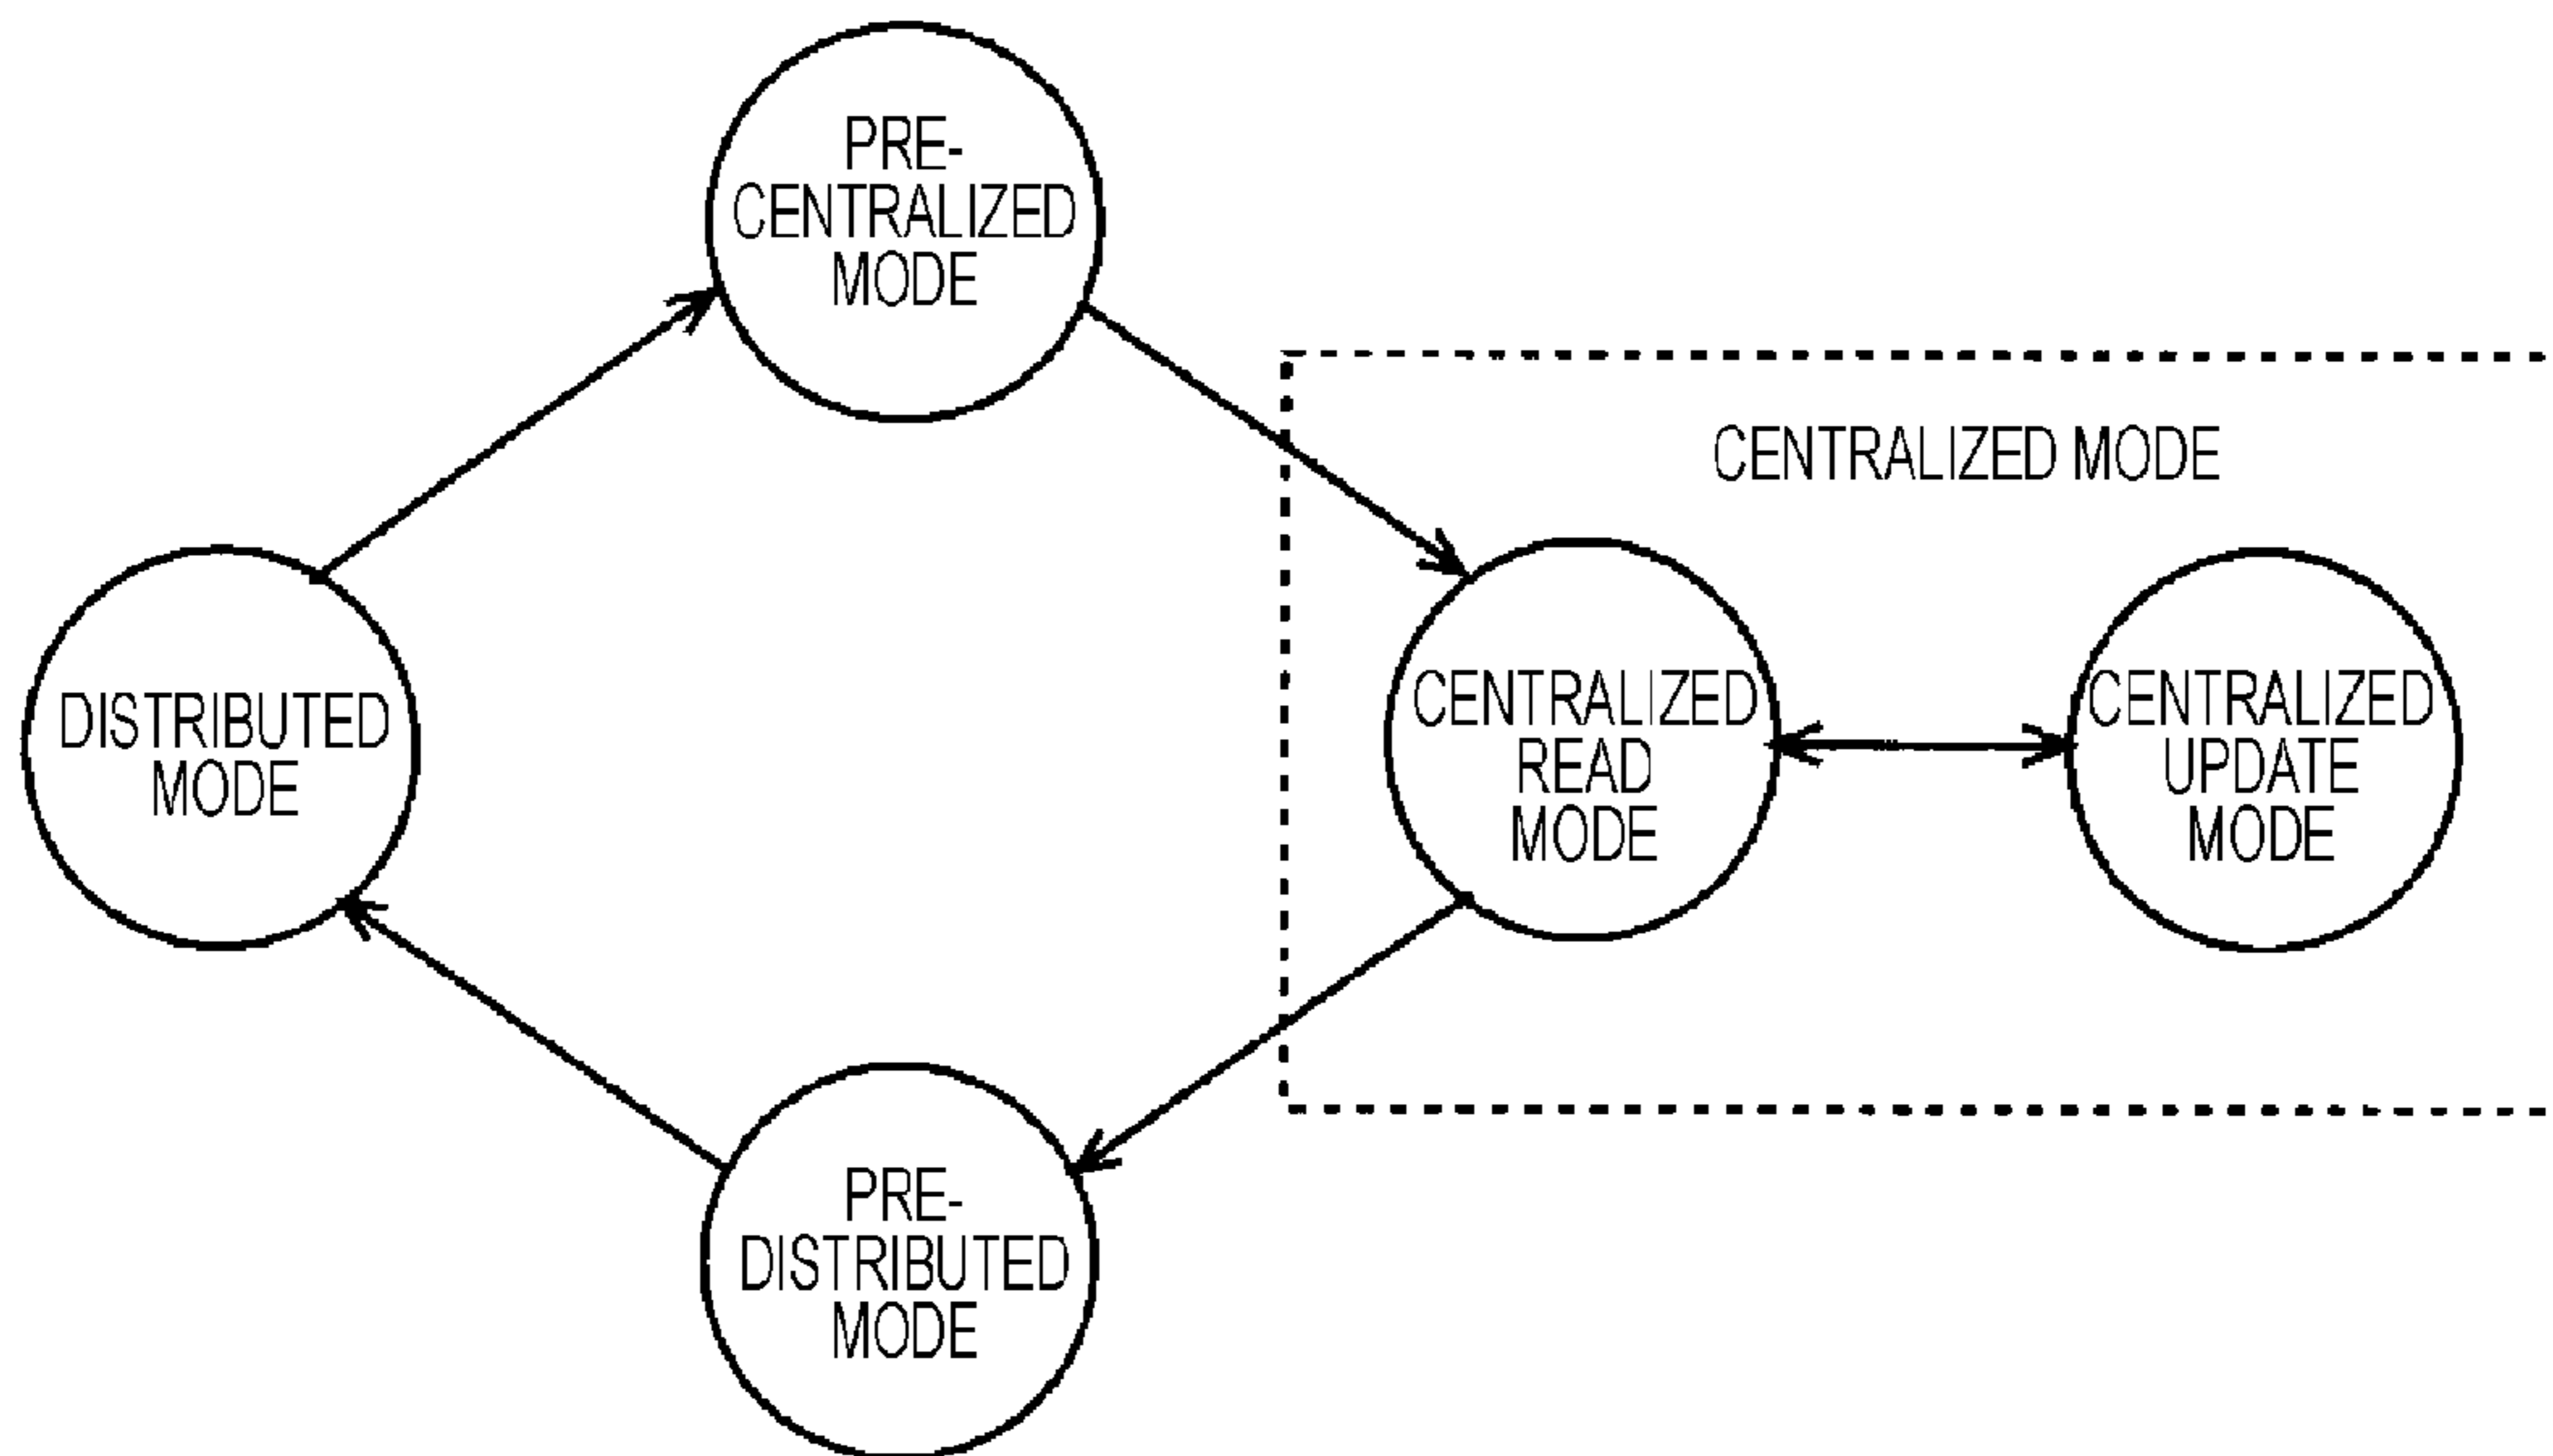 PRE-
CENTRALIZED
MODE
CENTRALIZED MODE
DISTRIBUTED
MODE
CENTRALIZED
READ
MODE
CENTRALIZED
UPDATE
MODE
PRE-
DISTRIBUTED
MODE